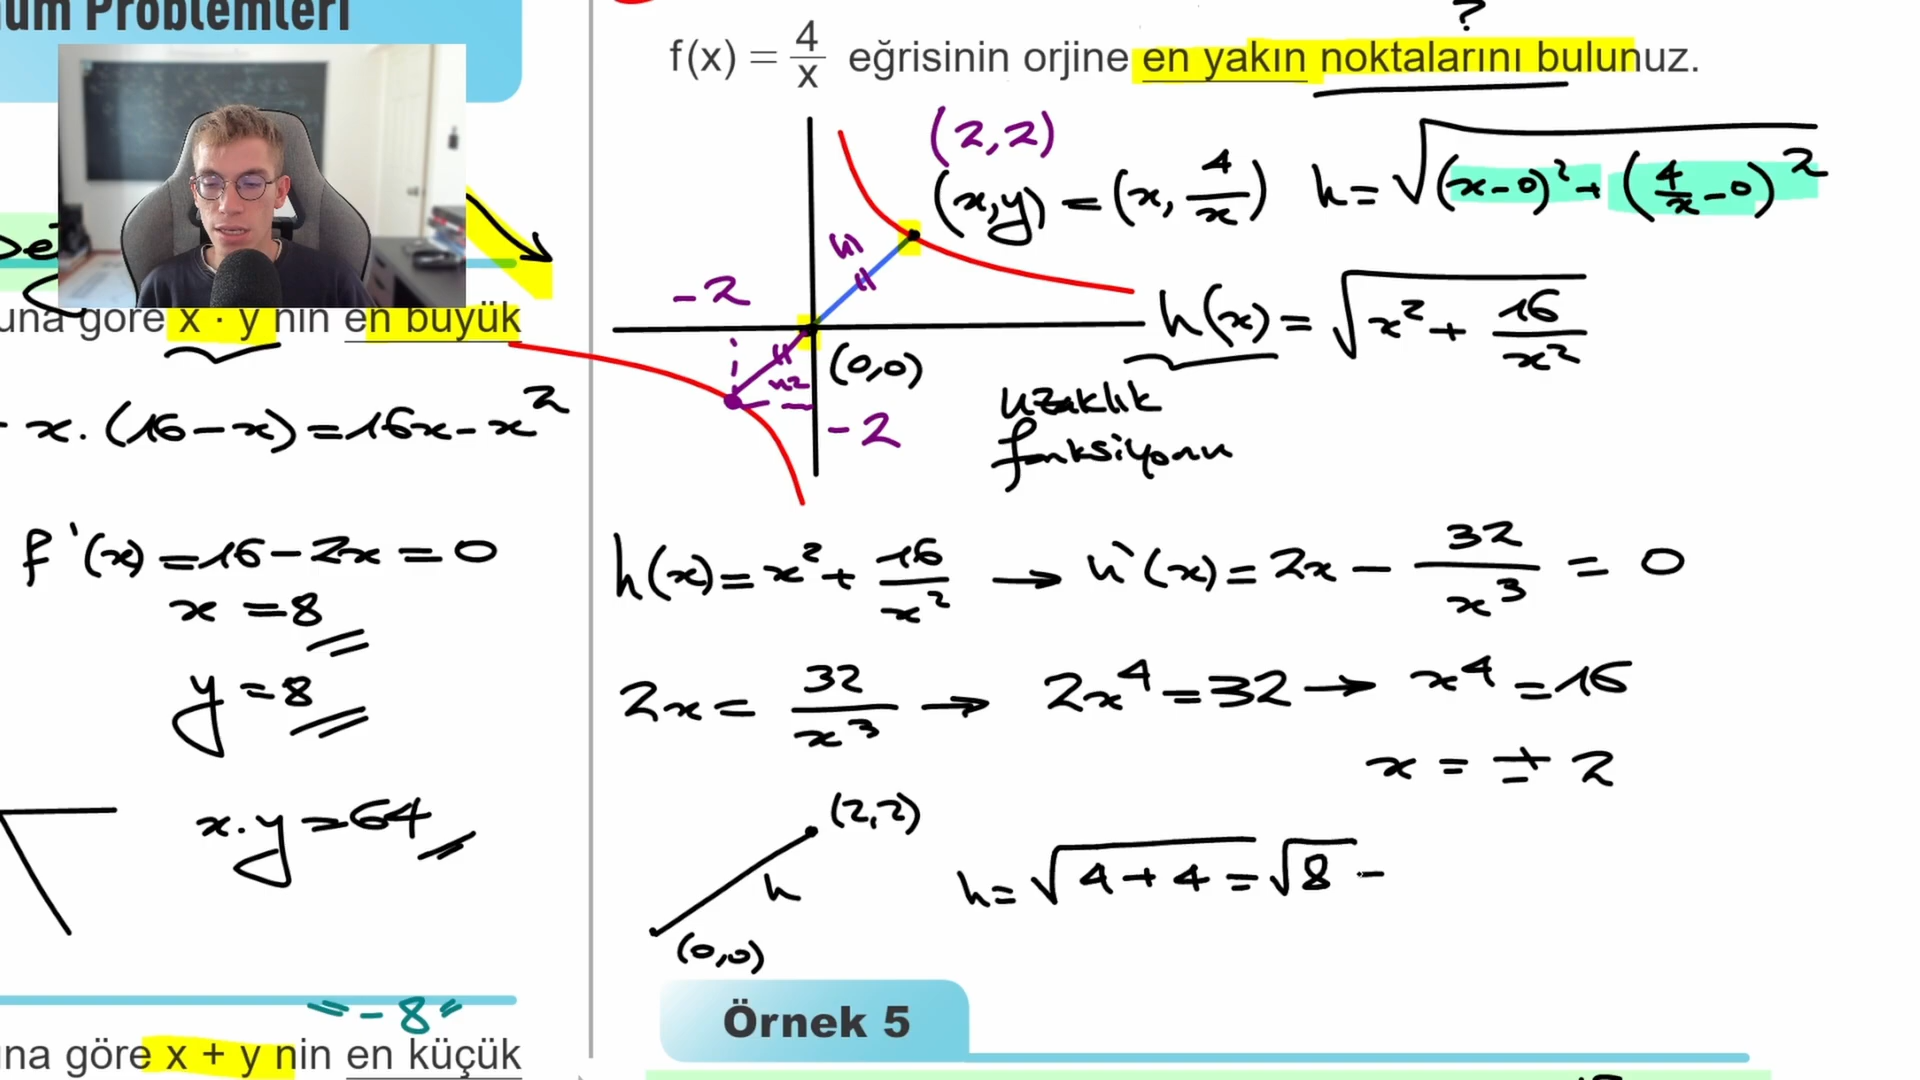 um Problemleri
una göre x · y nin en büyük
x.(16-x)=16x-x²
f'(x)=16-2x=0
x=8
y=8
x.y=64
=-8=
una göre x + y nin en küçük
?
f(x) = 4/x eğrisinin orjine en yakın noktalarını bulunuz.
(2,2)
(x,y)=(x, 4/x) h=√((x-0)²+(4/x-0)²)
h1
-2
h(x)=√(x²+16/x²)
(0,0)
h2
-2
uzaklık
fonksiyonu
h(x)=x²+16/x² → h'(x)=2x-32/x³=0
2x=32/x³ → 2x⁴=32 → x⁴=16
x=±2
(2,2)
h
h=√(4+4)=√8 -
(0,0)
Örnek 5